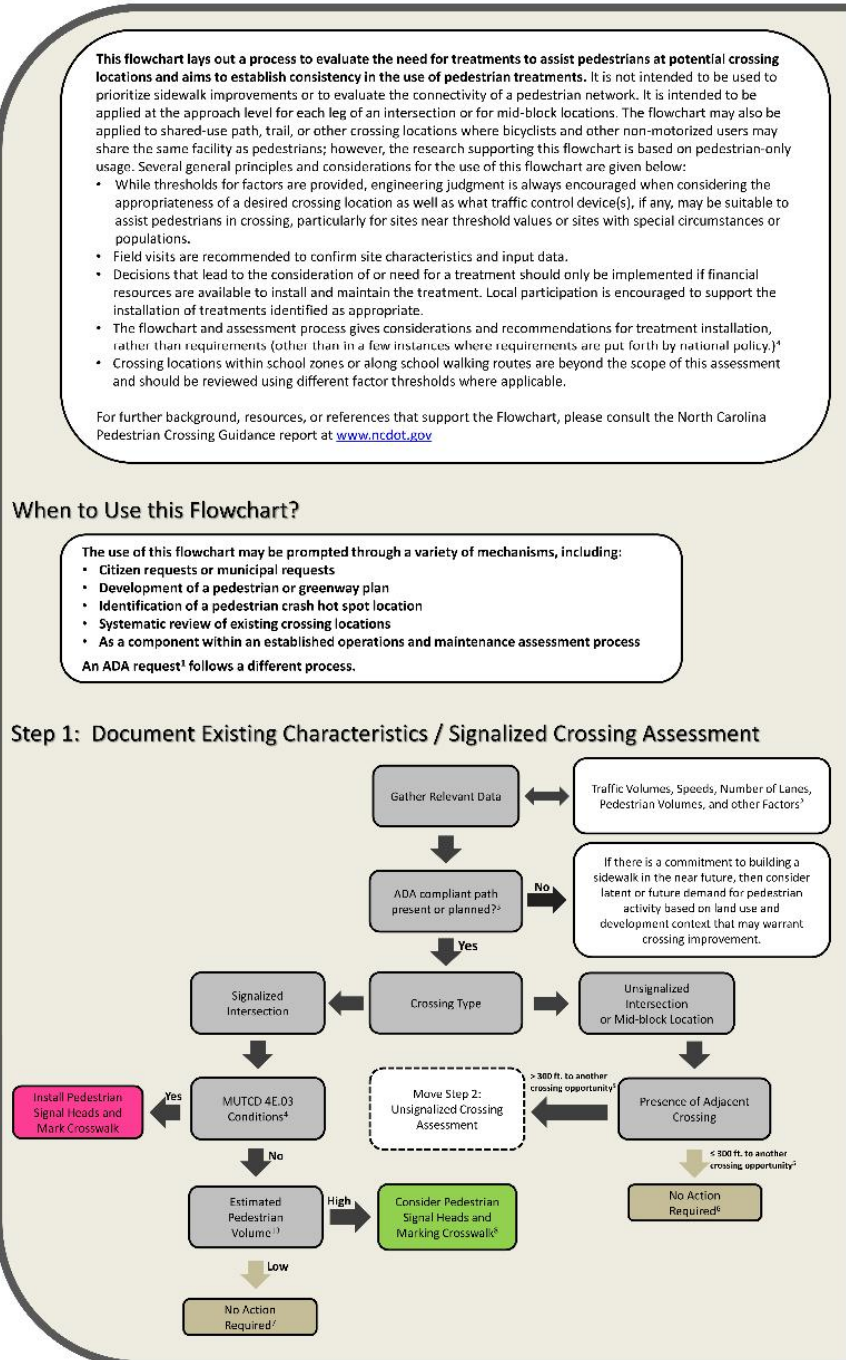 This flowchart lays out a process to evaluate the need for treatments to assist pedestrians at potential crossing
locations and aims to establish consistency in the use of pedestrian treatments. It is not intended to be used to
prioritize sidewalk improvements or to evaluate the connectivity of a pedestrian network. It is intended to be
applied at the approach level for each leg of an intersection or for mid-block locations. The flowchart may also be
applied to shared-use path, trail, or other crossing locations where bicyclists and other non-motorized users may
share the same facility as pedestrians; however, the research supporting this flowchart is based on pedestrian-only
usage. Several general principles and considerations for the use of this flowchart are given below:
• While thresholds for factors are provided, engineering judgment is always encouraged when considering the
appropriateness of a desired crossing location as well as what traffic control device(s), if any, may be suitable to
assist pedestrians in crossing, particularly for sites near threshold values or sites with special circumstances or
populations.
• Field visits are recommended to confirm site characteristics and input data.
• Decisions that lead to the consideration of or need for a treatment should only be implemented if financial
resources are available to install and maintain the treatment. Local participation is encouraged to support the
installation of treatments identified as appropriate.
• The flowchart and assessment process gives considerations and recommendations for treatment installation,
rather than requirements (other than in a few instances where requirements are put forth by national policy.)⁴
• Crossing locations within school zones or along school walking routes are beyond the scope of this assessment
and should be reviewed using different factor thresholds where applicable.
For further background, resources, or references that support the Flowchart, please consult the North Carolina
Pedestrian Crossing Guidance report at www.ncdot.gov
When to Use this Flowchart?
The use of this flowchart may be prompted through a variety of mechanisms, including:
• Citizen requests or municipal requests
• Development of a pedestrian or greenway plan
• Identification of a pedestrian crash hot spot location
• Systematic review of existing crossing locations
• As a component within an established operations and maintenance assessment process
An ADA request¹ follows a different process.
Step 1: Document Existing Characteristics / Signalized Crossing Assessment
Gather Relevant Data
Traffic Volumes, Speeds, Number of Lanes,
Pedestrian Volumes, and other Factors²
ADA compliant path
present or planned?³
No
If there is a commitment to building a
sidewalk in the near future, then consider
latent or future demand for pedestrian
activity based on land use and
development context that may warrant
crossing improvement.
Yes
Signalized
Intersection
Crossing Type
Unsignalized
Intersection
or Mid-block Location
Install Pedestrian
Signal Heads and
Mark Crosswalk
Yes
MUTCD 4E.03
Conditions⁴
Move Step 2:
Unsignalized Crossing
Assessment
> 300 ft. to another
crossing opportunity⁵
Presence of Adjacent
Crossing
No
≤ 300 ft. to another
crossing opportunity⁵
Estimated
Pedestrian
Volume¹⁰
High
Consider Pedestrian
Signal Heads and
Marking Crosswalk⁸
No Action
Required⁶
Low
No Action
Required⁷